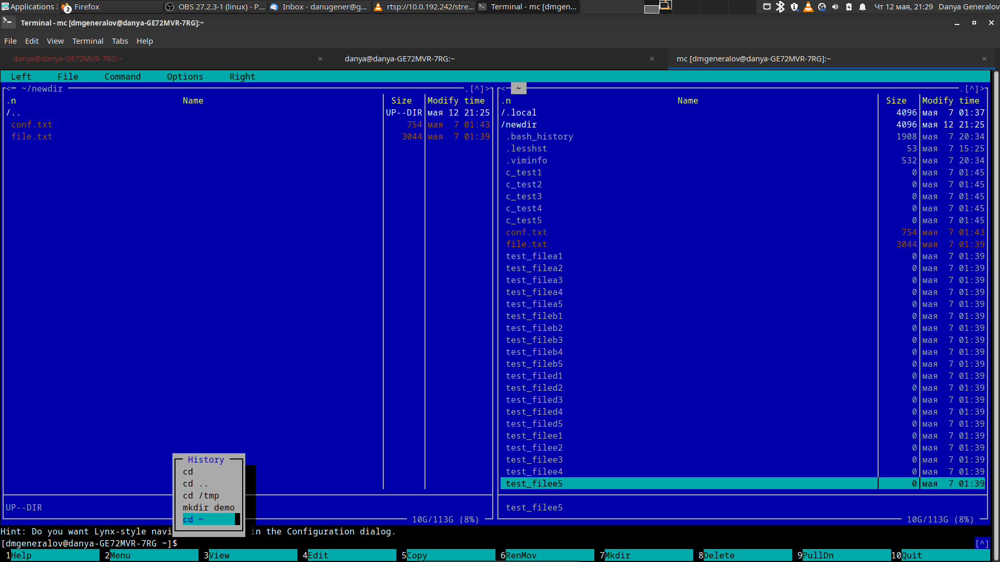 Applications 2 Firefox OBS 27.2.3-1 (linux) - P... Inbox - danugener@g... rtsp://10.0.192.242/stre... Terminal - mc [dmgen... Чт 12 мая, 21:29 Danya Generalov
Terminal - mc [dmgeneralov@danya-GE72MVR-7RG]:~
File Edit View Terminal Tabs Help
danya@danya-GE72MVR-7RG:~ × danya@danya-GE72MVR-7RG:~ × mc [dmgeneralov@danya-GE72MVR-7RG]:~ ×
Left File Command Options Right
<─ ~/newdir .[^]> <─ ~ .[^]>
.n Name Size Modify time .n Name Size Modify time
/.. UP--DIR мая 12 21:25 /.local 4096 мая 7 01:37
conf.txt 754 мая 7 01:43 /newdir 4096 мая 12 21:25
file.txt 3044 мая 7 01:39 .bash_history 1908 мая 7 20:34
.lesshst 53 мая 7 15:25
.viminfo 532 мая 7 20:34
c_test1 0 мая 7 01:45
c_test2 0 мая 7 01:45
c_test3 0 мая 7 01:45
c_test4 0 мая 7 01:45
c_test5 0 мая 7 01:45
conf.txt 754 мая 7 01:43
file.txt 3044 мая 7 01:39
test_filea1 0 мая 7 01:39
test_filea2 0 мая 7 01:39
test_filea3 0 мая 7 01:39
test_filea4 0 мая 7 01:39
test_filea5 0 мая 7 01:39
test_fileb1 0 мая 7 01:39
test_fileb2 0 мая 7 01:39
test_fileb3 0 мая 7 01:39
test_fileb4 0 мая 7 01:39
test_fileb5 0 мая 7 01:39
test_filed1 0 мая 7 01:39
test_filed2 0 мая 7 01:39
test_filed3 0 мая 7 01:39
test_filed4 0 мая 7 01:39
test_filed5 0 мая 7 01:39
test_filee1 0 мая 7 01:39
test_filee2 0 мая 7 01:39
History test_filee3 0 мая 7 01:39
cd test_filee4 0 мая 7 01:39
cd .. test_filee5 0 мая 7 01:39
cd /tmp
UP--DIR mkdir demo test_filee5
cd ~ 10G/113G (8%) 10G/113G (8%)
Hint: Do you want Lynx-style navi in the Configuration dialog.
[dmgeneralov@danya-GE72MVR-7RG ~]$ [^]
1Help 2Menu 3View 4Edit 5Copy 6RenMov 7Mkdir 8Delete 9PullDn 10Quit